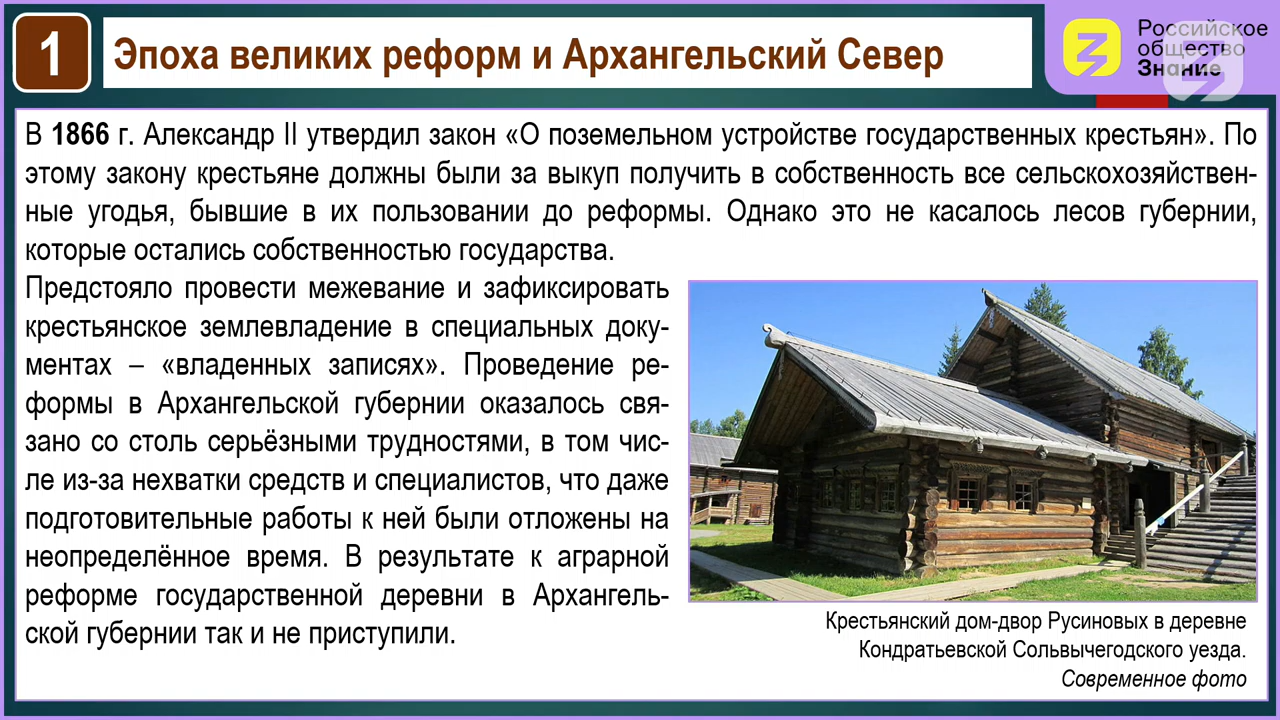 1
Эпоха великих реформ и Архангельский Север
Российское
общество
Знание
В 1866 г. Александр II утвердил закон «О поземельном устройстве государственных крестьян». По
этому закону крестьяне должны были за выкуп получить в собственность все сельскохозяйствен-
ные угодья, бывшие в их пользовании до реформы. Однако это не касалось лесов губернии,
которые остались собственностью государства.
Предстояло провести межевание и зафиксировать
крестьянское землевладение в специальных доку-
ментах – «владенных записях». Проведение ре-
формы в Архангельской губернии оказалось свя-
зано со столь серьёзными трудностями, в том чис-
ле из-за нехватки средств и специалистов, что даже
подготовительные работы к ней были отложены на
неопределённое время. В результате к аграрной
реформе государственной деревни в Архангель-
ской губернии так и не приступили.
Крестьянский дом-двор Русиновых в деревне
Кондратьевской Сольвычегодского уезда.
Современное фото